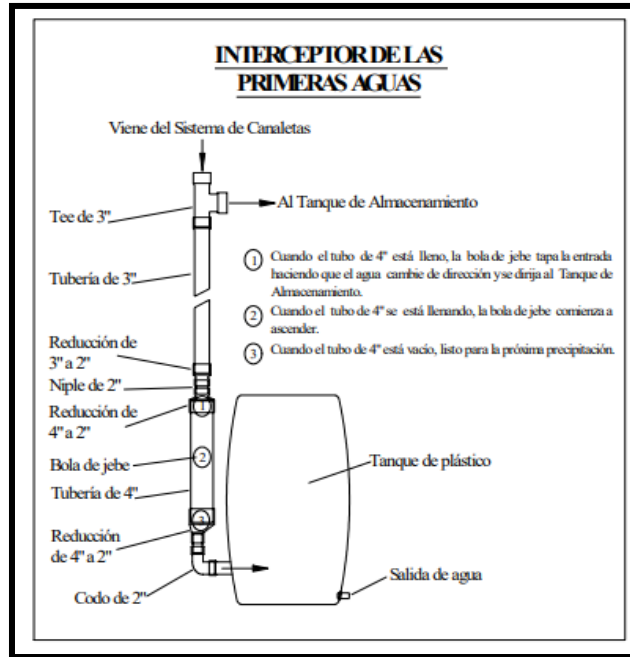 INTERCEPTOR DE LAS
PRIMERAS AGUAS
Viene del Sistema de Canaletas
Al Tanque de Almacenamiento
Tee de 3"
1 Cuando el tubo de 4" está lleno, la bola de jebe tapa la entrada
haciendo que el agua cambie de dirección y se dirija al Tanque de
Almacenamiento.
Tubería de 3"
2 Cuando el tubo de 4" se está llenando, la bola de jebe comienza a
ascender.
3 Cuando el tubo de 4" está vacio, listo para la próxima precipitación.
Reducción de
3" a 2"
Niple de 2"
Reducción de
4" a 2"
1
Bola de jebe
2
Tanque de plástico
Tubería de 4"
3
Reducción
de 4" a 2"
Salida de agua
Codo de 2"